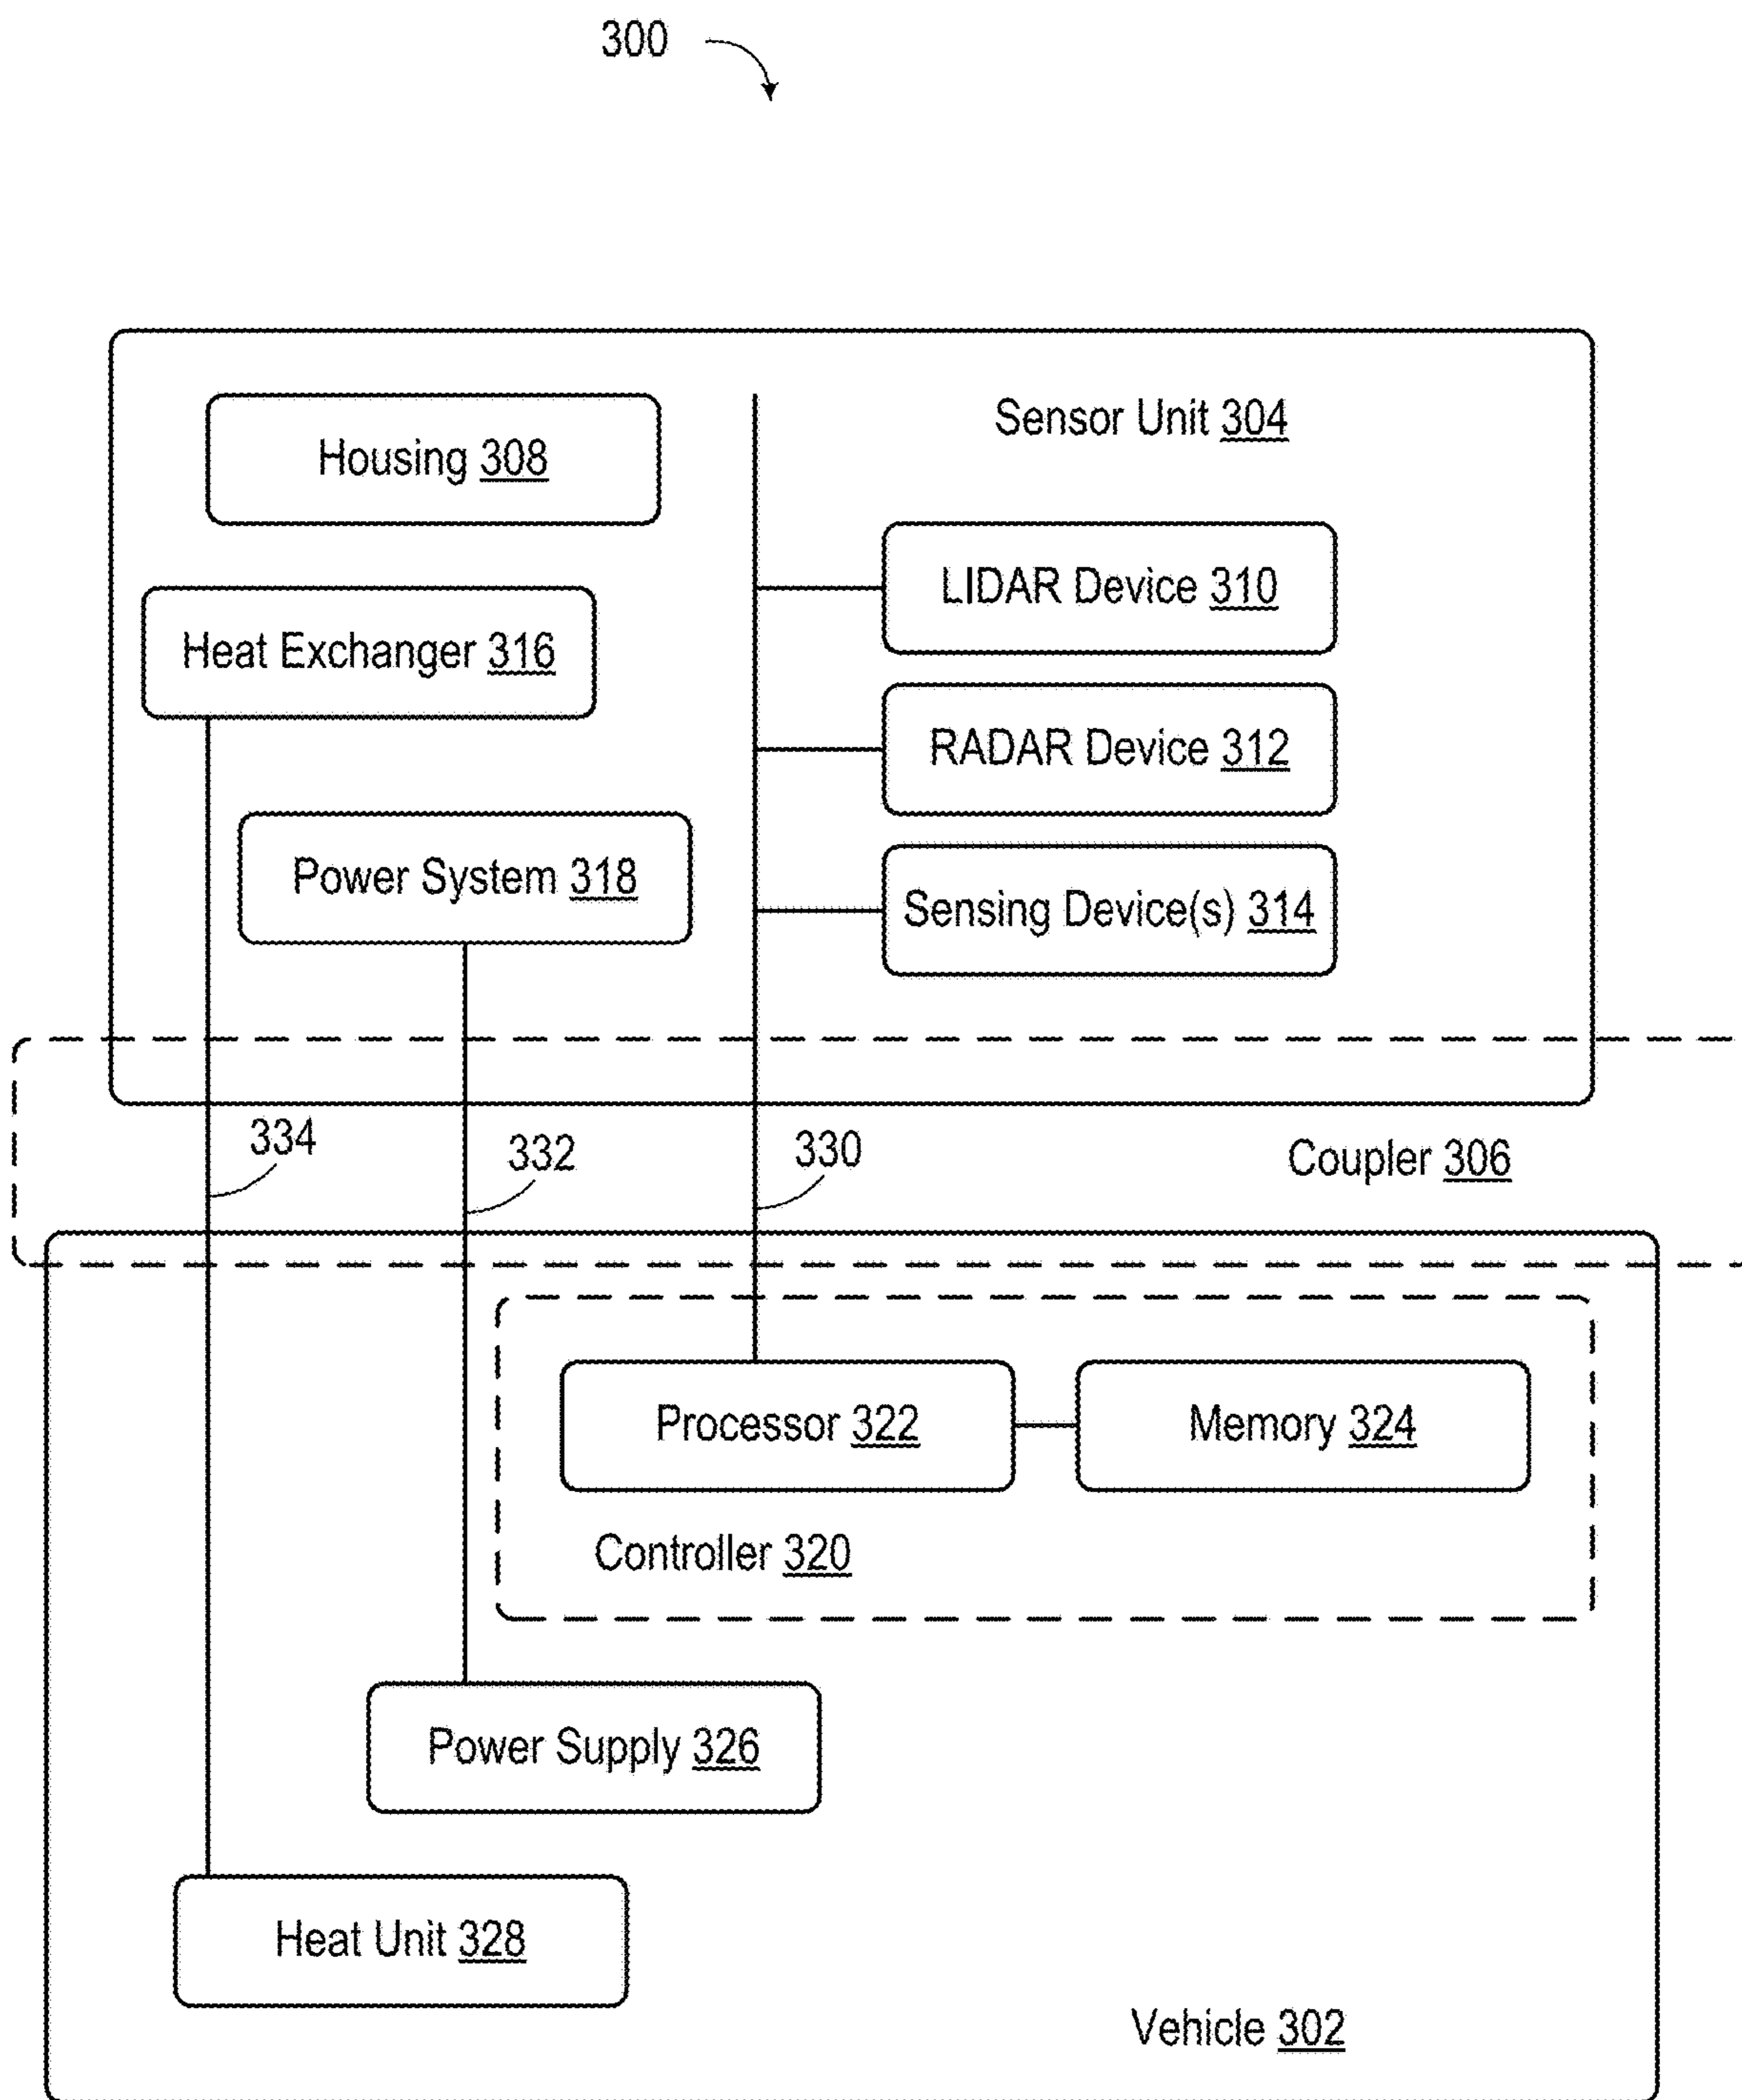 300
Sensor Unit 304
Housing 308
LIDAR Device 310
Heat Exchanger 316
RADAR Device 312
Power System 318
Sensing Device(s) 314
334
332
330
Coupler 306
Processor 322
Memory 324
Controller 320
Power Supply 326
Heat Unit 328
Vehicle 302